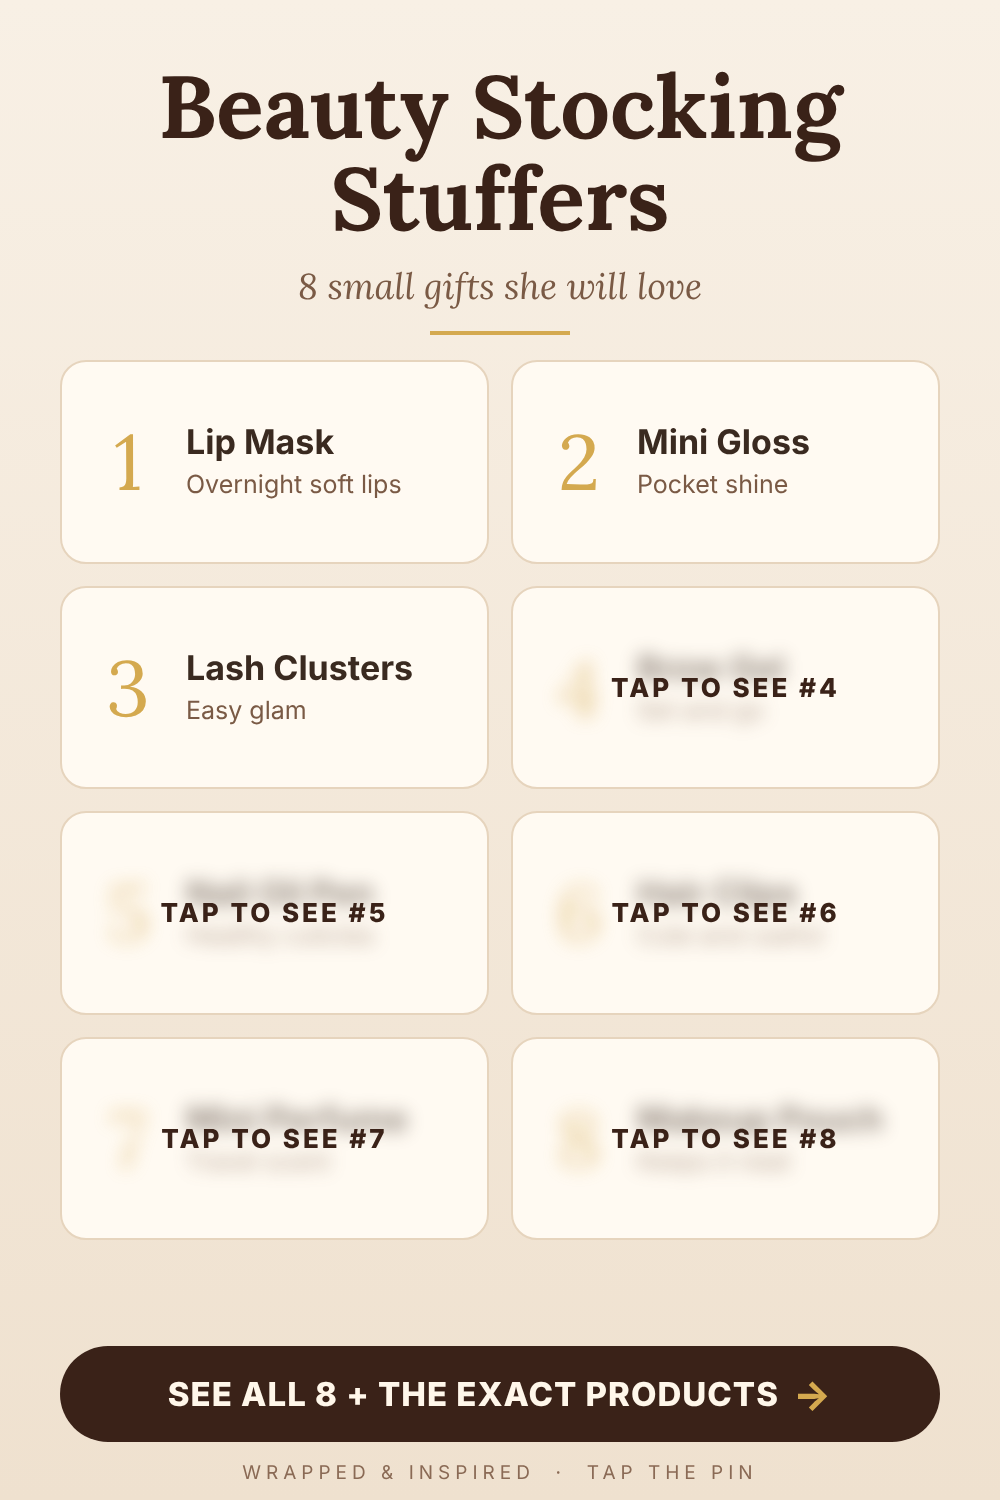 Beauty Stocking
Stuffers
8 small gifts she will love
1
Lip Mask
Overnight soft lips
2
Mini Gloss
Pocket shine
3
Lash Clusters
Easy glam
TAP TO SEE #4
TAP TO SEE #5
TAP TO SEE #6
TAP TO SEE #7
TAP TO SEE #8
SEE ALL 8 + THE EXACT PRODUCTS →
WRAPPED & INSPIRED · TAP THE PIN